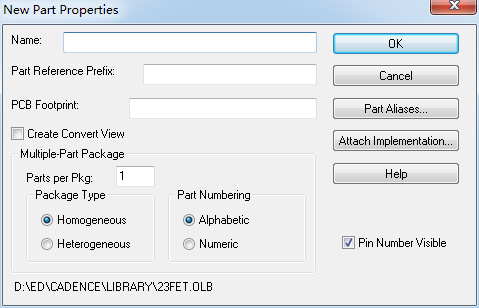 New Part Properties
Name:
OK
Part Reference Prefix:
Cancel
PCB Footprint:
Part Aliases...
Create Convert View
Attach Implementation...
Multiple-Part Package
Parts per Pkg: 1
Help
Package Type
Part Numbering
Homogeneous
Alphabetic
Heterogeneous
Numeric
Pin Number Visible
D:\ED\CADENCE\LIBRARY\23FET.OLB